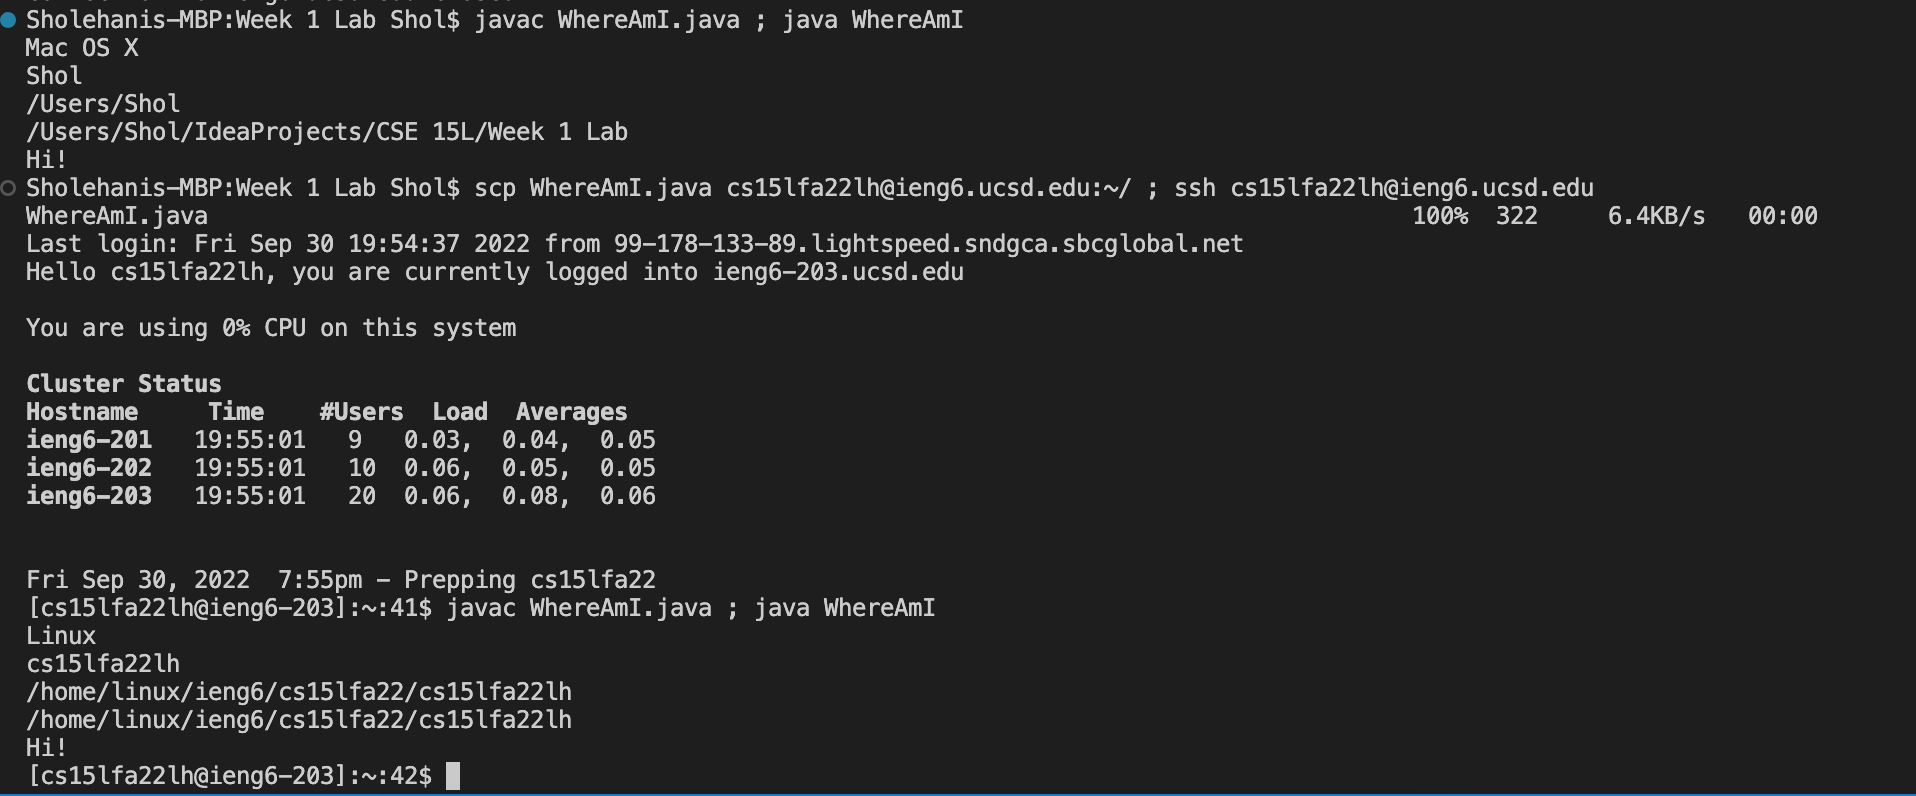 Sholehanis-MBP:Week 1 Lab Shol$ javac WhereAmI.java ; java WhereAmI
Mac OS X
Shol
/Users/Shol
/Users/Shol/IdeaProjects/CSE 15L/Week 1 Lab
Hi!
Sholehanis-MBP:Week 1 Lab Shol$ scp WhereAmI.java cs15lfa22lh@ieng6.ucsd.edu:~/ ; ssh cs15lfa22lh@ieng6.ucsd.edu
WhereAmI.java 100% 322 6.4KB/s 00:00
Last login: Fri Sep 30 19:54:37 2022 from 99-178-133-89.lightspeed.sndgca.sbcglobal.net
Hello cs15lfa22lh, you are currently logged into ieng6-203.ucsd.edu
You are using 0% CPU on this system
Cluster Status
Hostname Time #Users Load Averages
ieng6-201 19:55:01 9 0.03, 0.04, 0.05
ieng6-202 19:55:01 10 0.06, 0.05, 0.05
ieng6-203 19:55:01 20 0.06, 0.08, 0.06
Fri Sep 30, 2022 7:55pm - Prepping cs15lfa22
[cs15lfa22lh@ieng6-203]:~:41$ javac WhereAmI.java ; java WhereAmI
Linux
cs15lfa22lh
/home/linux/ieng6/cs15lfa22/cs15lfa22lh
/home/linux/ieng6/cs15lfa22/cs15lfa22lh
Hi!
[cs15lfa22lh@ieng6-203]:~:42$